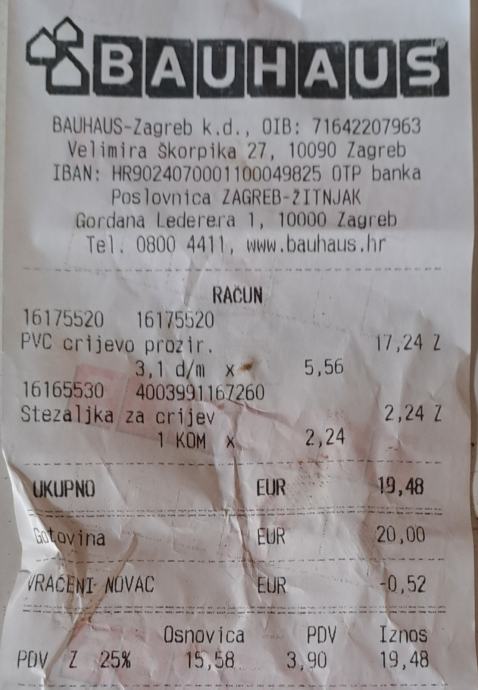 BAUHAUS
BAUHAUS-Zagreb k.d., OIB: 71642207963
Velimira Škorpika 27, 10090 Zagreb
IBAN: HR9024070001100049825 OTP banka
Poslovnica ZAGREB-ŽITNJAK
Gordana Lederera 1, 10000 Zagreb
Tel. 0800 4411, www.bauhaus.hr
RAČUN
16175520 16175520
PVC crijevo prozir. 17,24 Z
3,1 d/m x 5,56
16165530 4003991167260
Stezaljka za crijev 2,24 Z
1 KOM x 2,24
UKUPNO EUR 19,48
Gotovina EUR 20,00
VRAĆENI NOVAC EUR -0,52
Osnovica PDV Iznos
PDV Z 25% 15,58 3,90 19,48